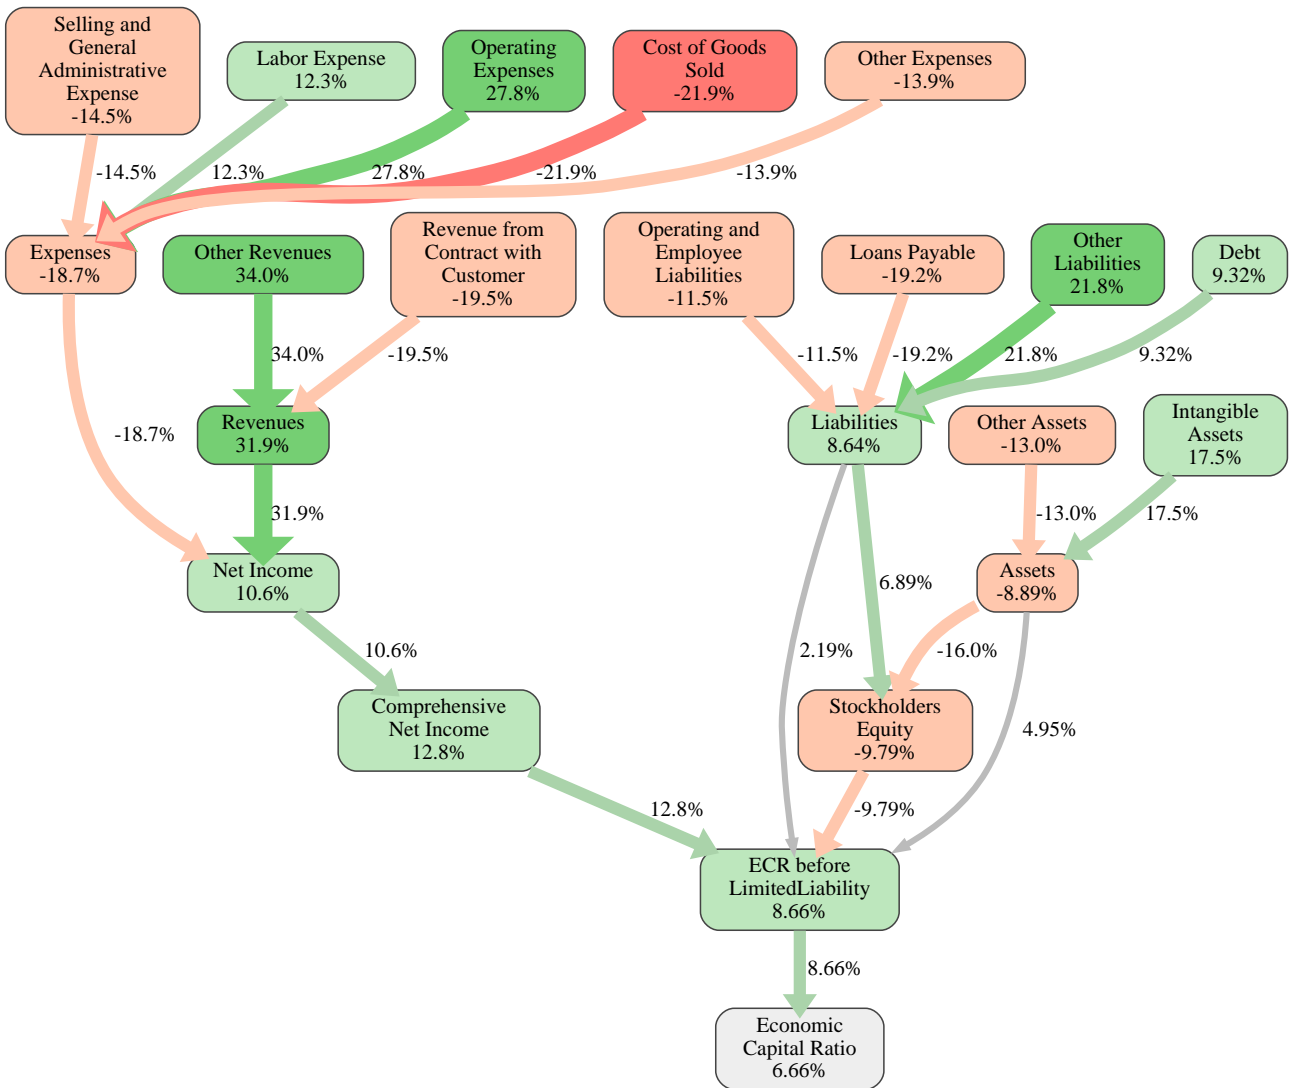 Selling and
General
Administrative
Expense
-14.5%
Labor Expense
12.3%
Operating
Expenses
27.8%
Cost of Goods
Sold
-21.9%
Other Expenses
-13.9%
-14.5%
12.3%
27.8%
-21.9%
-13.9%
Expenses
-18.7%
Other Revenues
34.0%
Revenue from
Contract with
Customer
-19.5%
Operating and
Employee
Liabilities
-11.5%
Loans Payable
-19.2%
Other
Liabilities
21.8%
Debt
9.32%
34.0%
-19.5%
-11.5%
-19.2%
21.8%
9.32%
-18.7%
Revenues
31.9%
Liabilities
8.64%
Other Assets
-13.0%
Intangible
Assets
17.5%
31.9%
-13.0%
17.5%
Net Income
10.6%
6.89%
Assets
-8.89%
10.6%
2.19%
-16.0%
4.95%
Comprehensive
Net Income
12.8%
Stockholders
Equity
-9.79%
12.8%
-9.79%
ECR before
LimitedLiability
8.66%
8.66%
Economic
Capital Ratio
6.66%